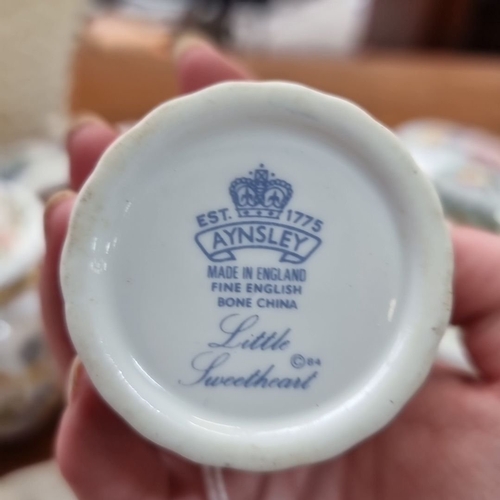 EST. 1775
AYNSLEY
MADE IN ENGLAND
FINE ENGLISH
BONE CHINA
Little
Sweetheart ©84